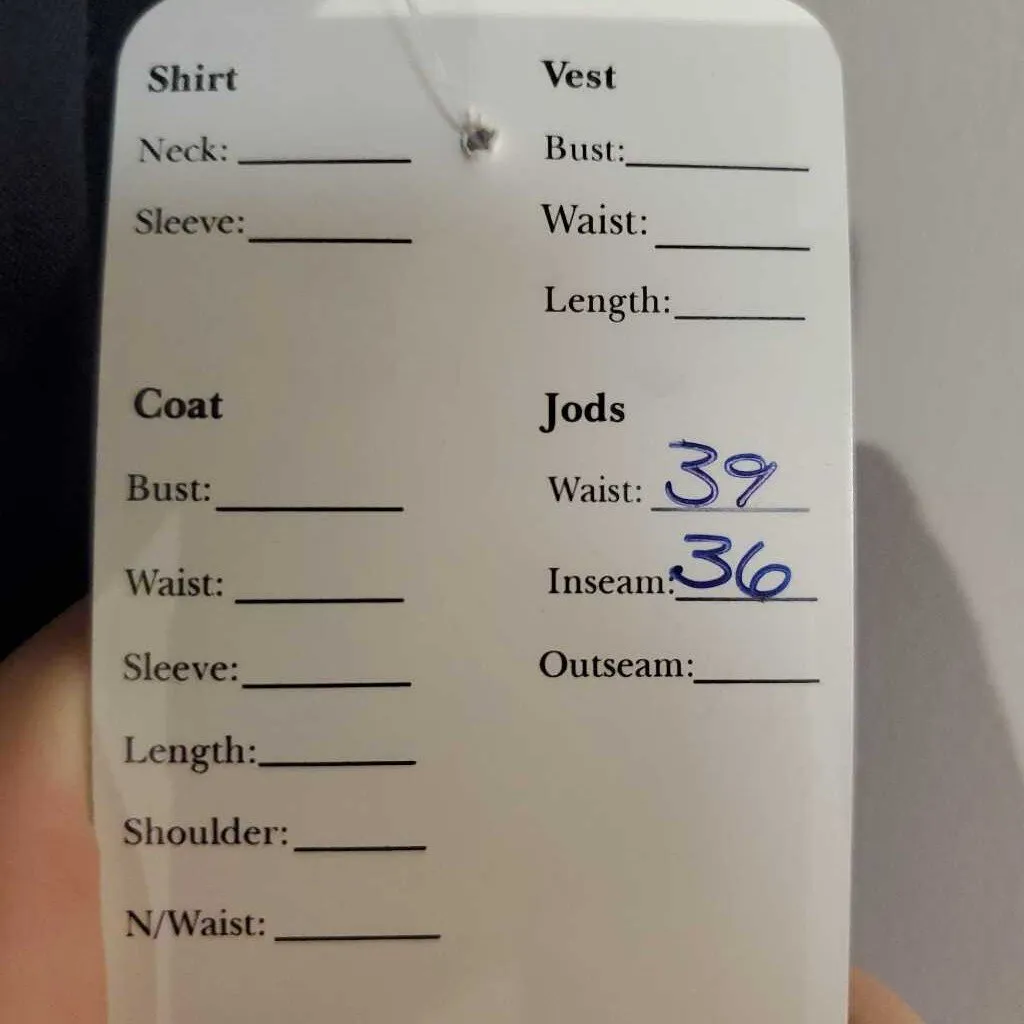 Shirt
Neck:
Sleeve:
Vest
Bust:
Waist:
Length:
Coat
Bust:
Waist:
Sleeve:
Length:
Shoulder:
N/Waist:
Jods
Waist: 39
Inseam: 36
Outseam: